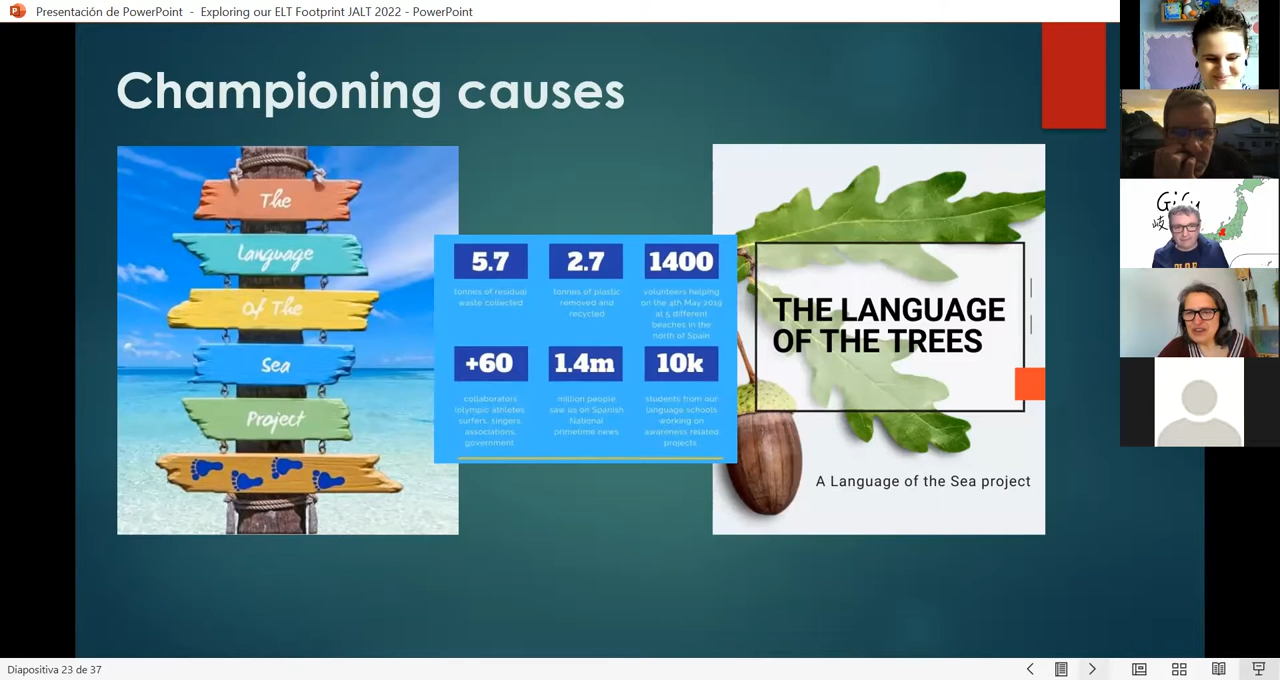 Presentación de PowerPoint - Exploring our ELT Footprint JALT 2022 - PowerPoint
Championing causes
The
Language
Of The
Sea
Project
5.7
tonnes of residual
waste collected
2.7
tonnes of plastic
removed and
recycled
1400
volunteers helping
on the 4th May 2019
at 5 different
beaches in the
north of Spain
+60
collaborators
(olympic athletes
surfers, singers,
associations,
government
1.4m
million people
saw us on Spanish
National
primetime news
10k
students from our
language schools
working on
awareness related
projects
THE LANGUAGE
OF THE TREES
A Language of the Sea project
Gifu
岐
Diapositiva 23 de 37